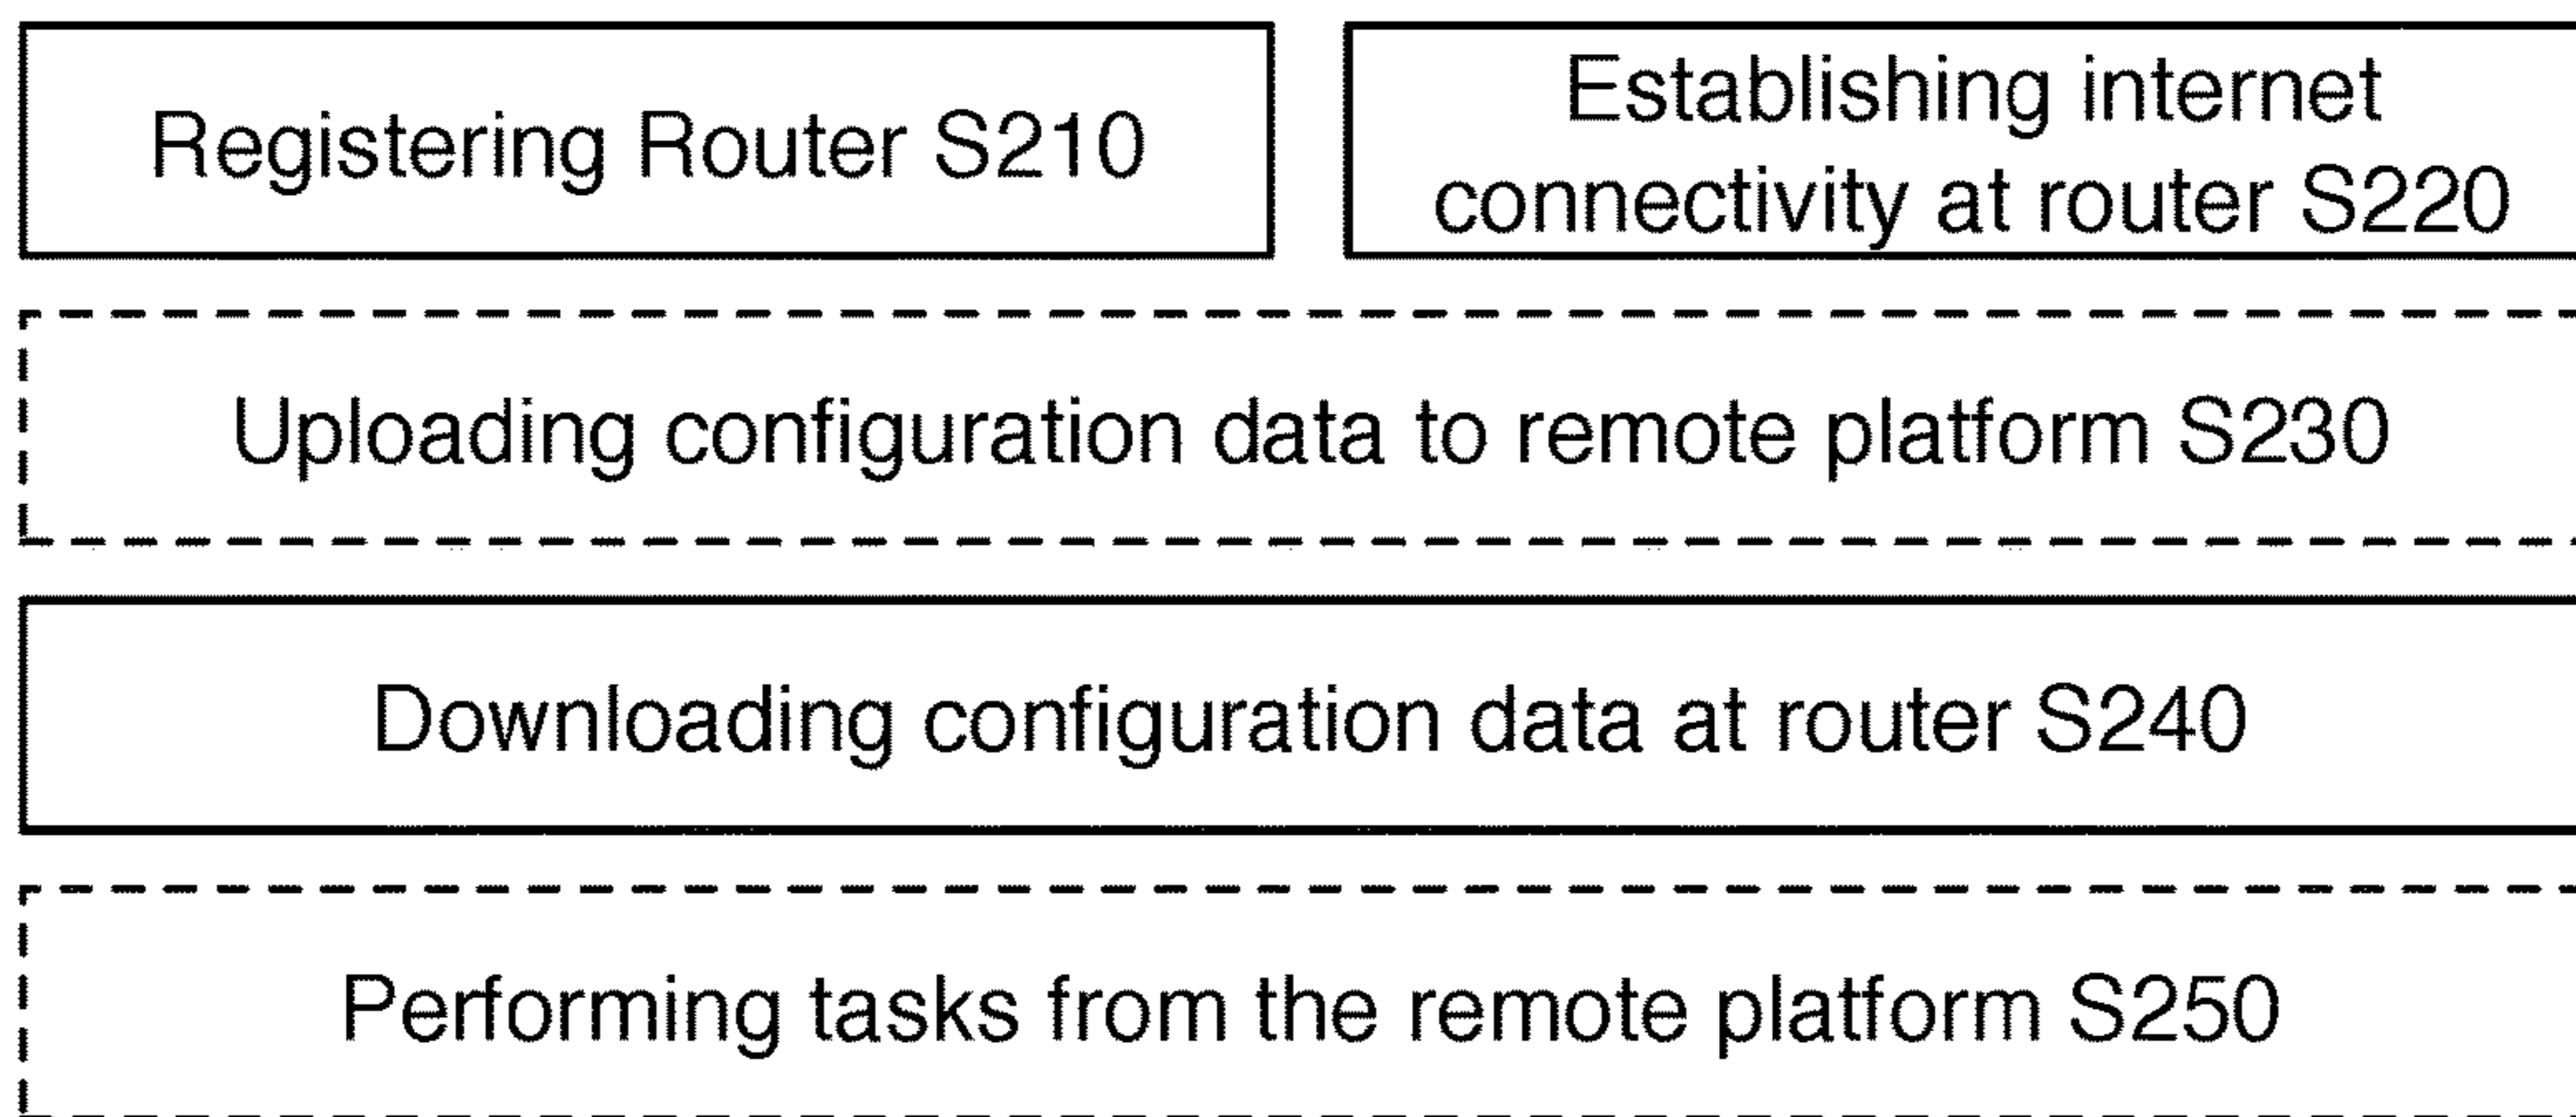 Registering Router S210
Establishing internet
connectivity at router S220
Uploading configuration data to remote platform S230
Downloading configuration data at router S240
Performing tasks from the remote platform S250